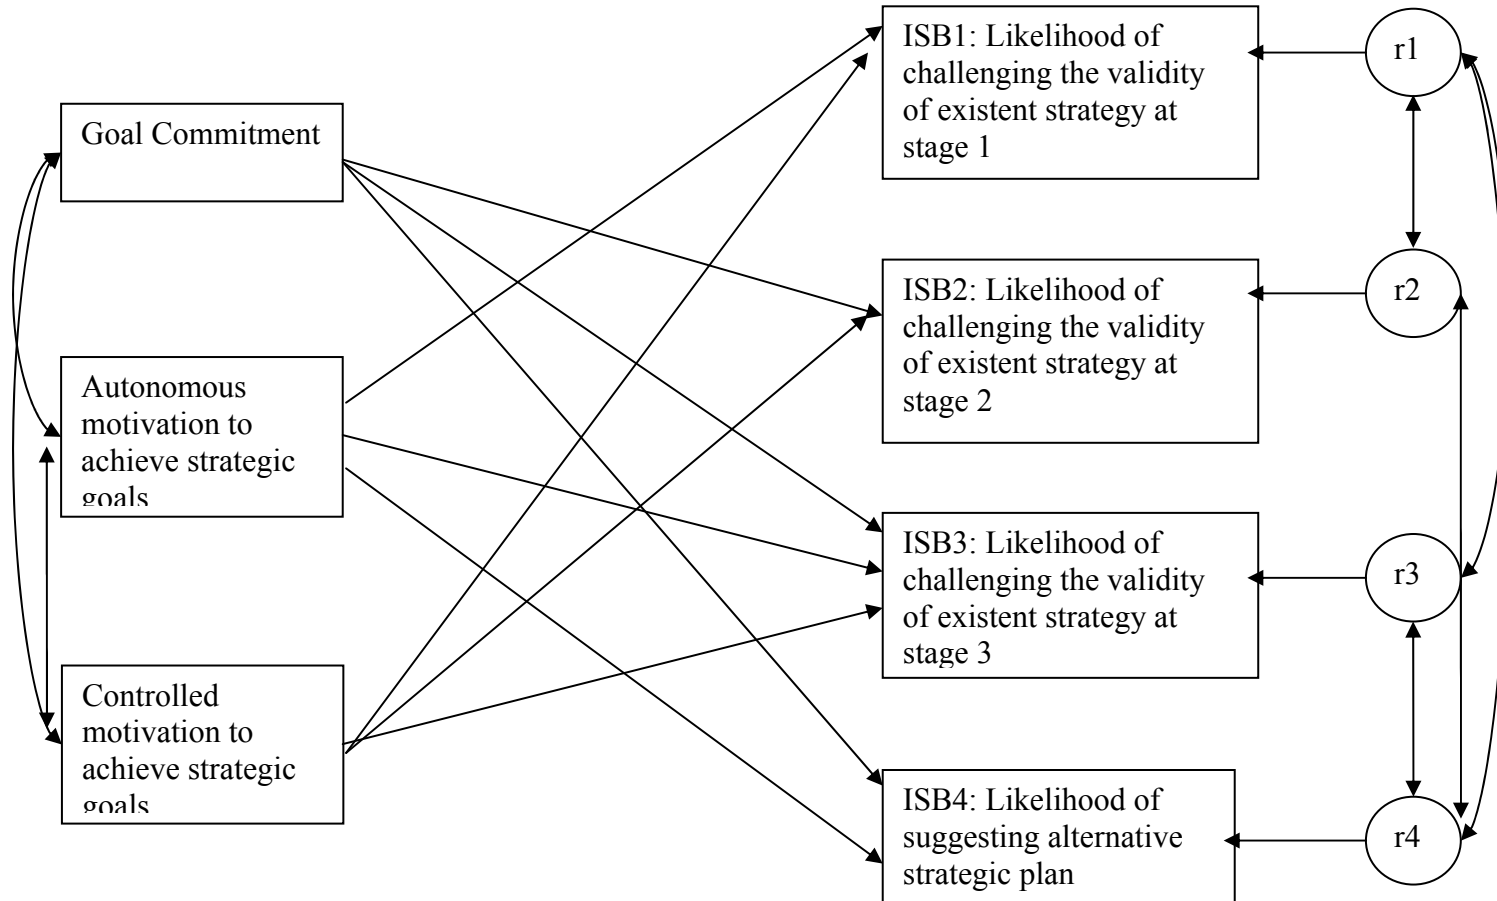 Goal Commitment
Autonomous
motivation to
achieve strategic
goals
Controlled
motivation to
achieve strategic
goals
ISB1: Likelihood of
challenging the validity
of existent strategy at
stage 1
ISB2: Likelihood of
challenging the validity
of existent strategy at
stage 2
ISB3: Likelihood of
challenging the validity
of existent strategy at
stage 3
ISB4: Likelihood of
suggesting alternative
strategic plan
r1
r2
r3
r4